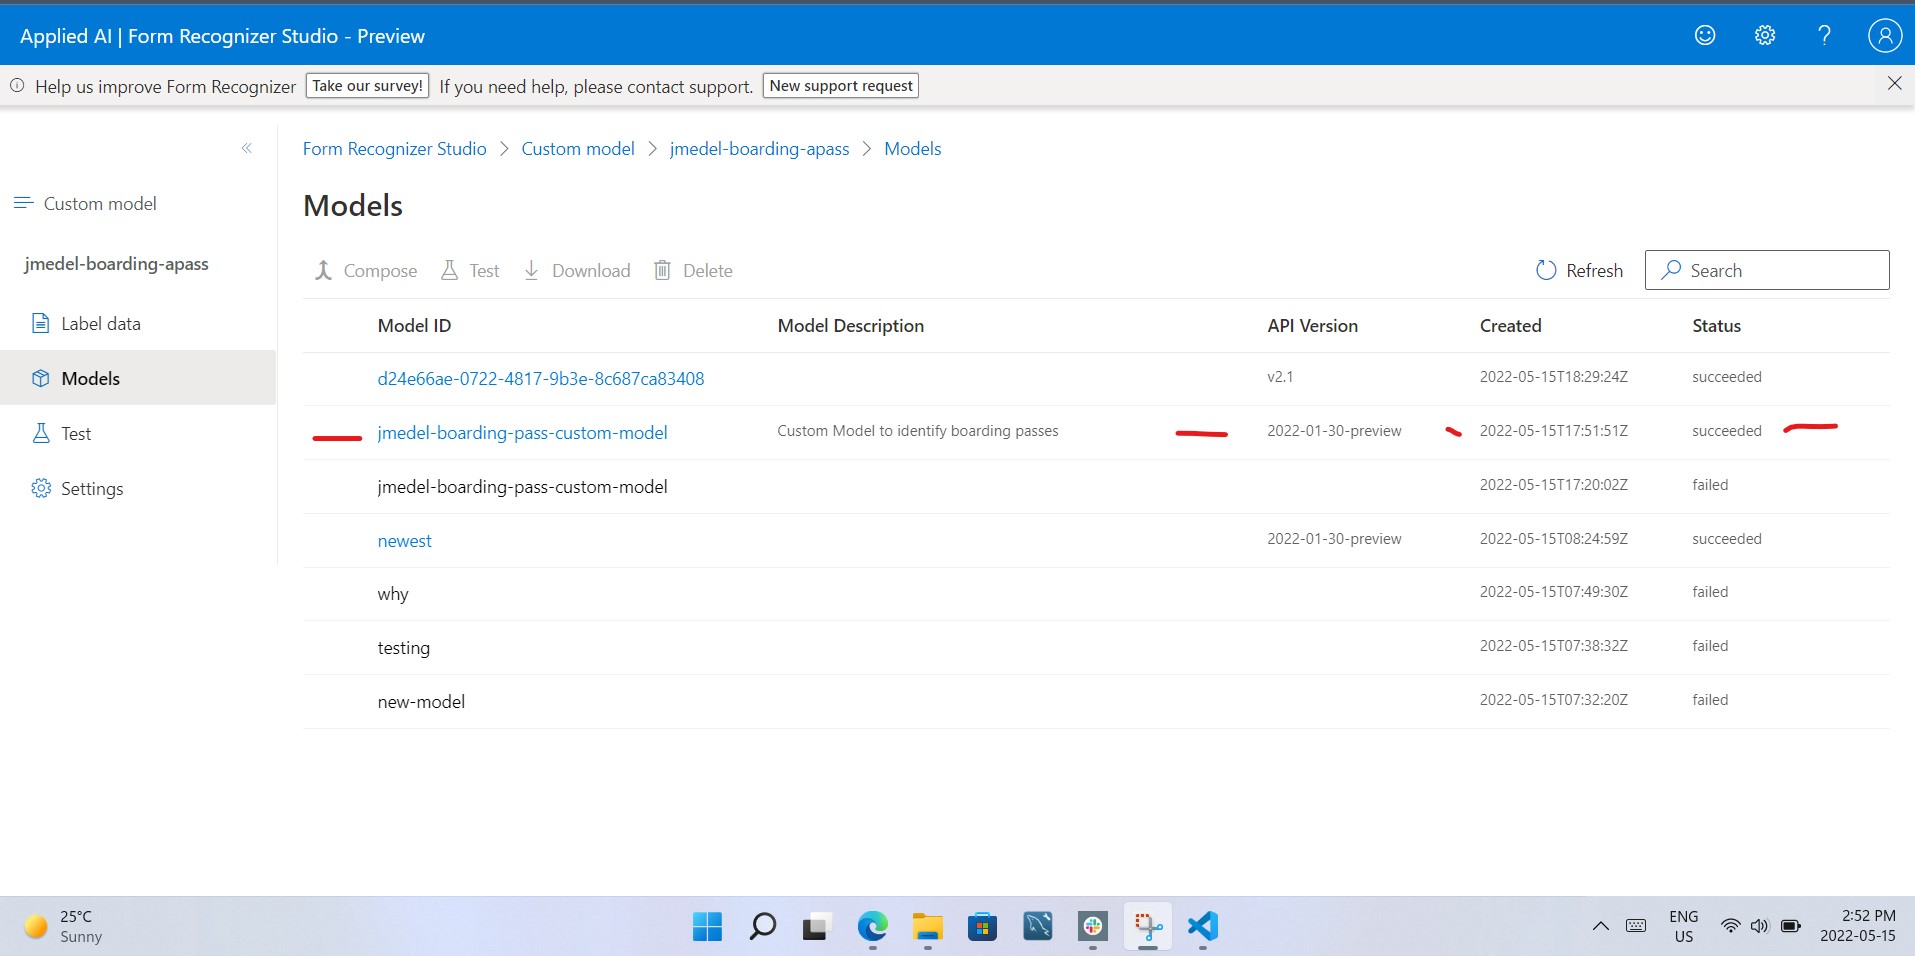 Applied AI | Form Recognizer Studio - Preview
Help us improve Form Recognizer Take our survey! If you need help, please contact support. New support request
Form Recognizer Studio > Custom model > jmedel-boarding-apass > Models
Custom model
jmedel-boarding-apass
Label data
Models
Test
Settings
Models
Compose Test Download Delete Refresh Search
Model ID Model Description API Version Created Status
d24e66ae-0722-4817-9b3e-8c687ca83408 v2.1 2022-05-15T18:29:24Z succeeded
jmedel-boarding-pass-custom-model Custom Model to identify boarding passes 2022-01-30-preview 2022-05-15T17:51:51Z succeeded
jmedel-boarding-pass-custom-model 2022-05-15T17:20:02Z failed
newest 2022-01-30-preview 2022-05-15T08:24:59Z succeeded
why 2022-05-15T07:49:30Z failed
testing 2022-05-15T07:38:32Z failed
new-model 2022-05-15T07:32:20Z failed
25°C
Sunny
ENG
US
2:52 PM
2022-05-15